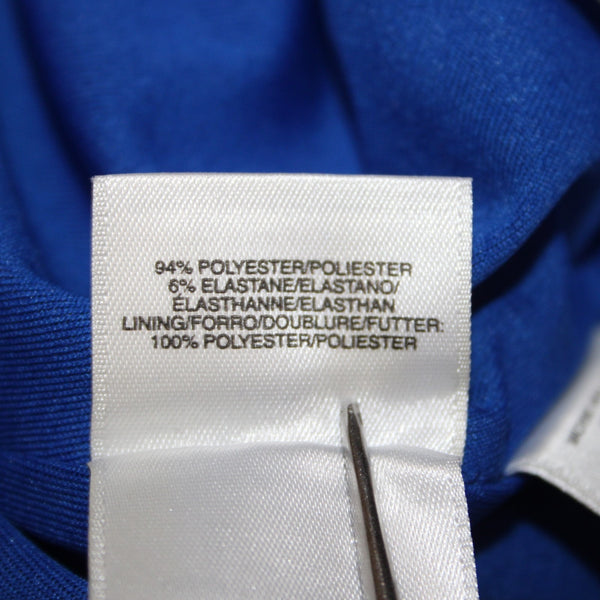 94% POLYESTER/POLIESTER
6% ELASTANE/ELASTANO/
ÉLASTHANNE/ELASTHAN
LINING/FORRO/DOUBLURE/FUTTER:
100% POLYESTER/POLIESTER